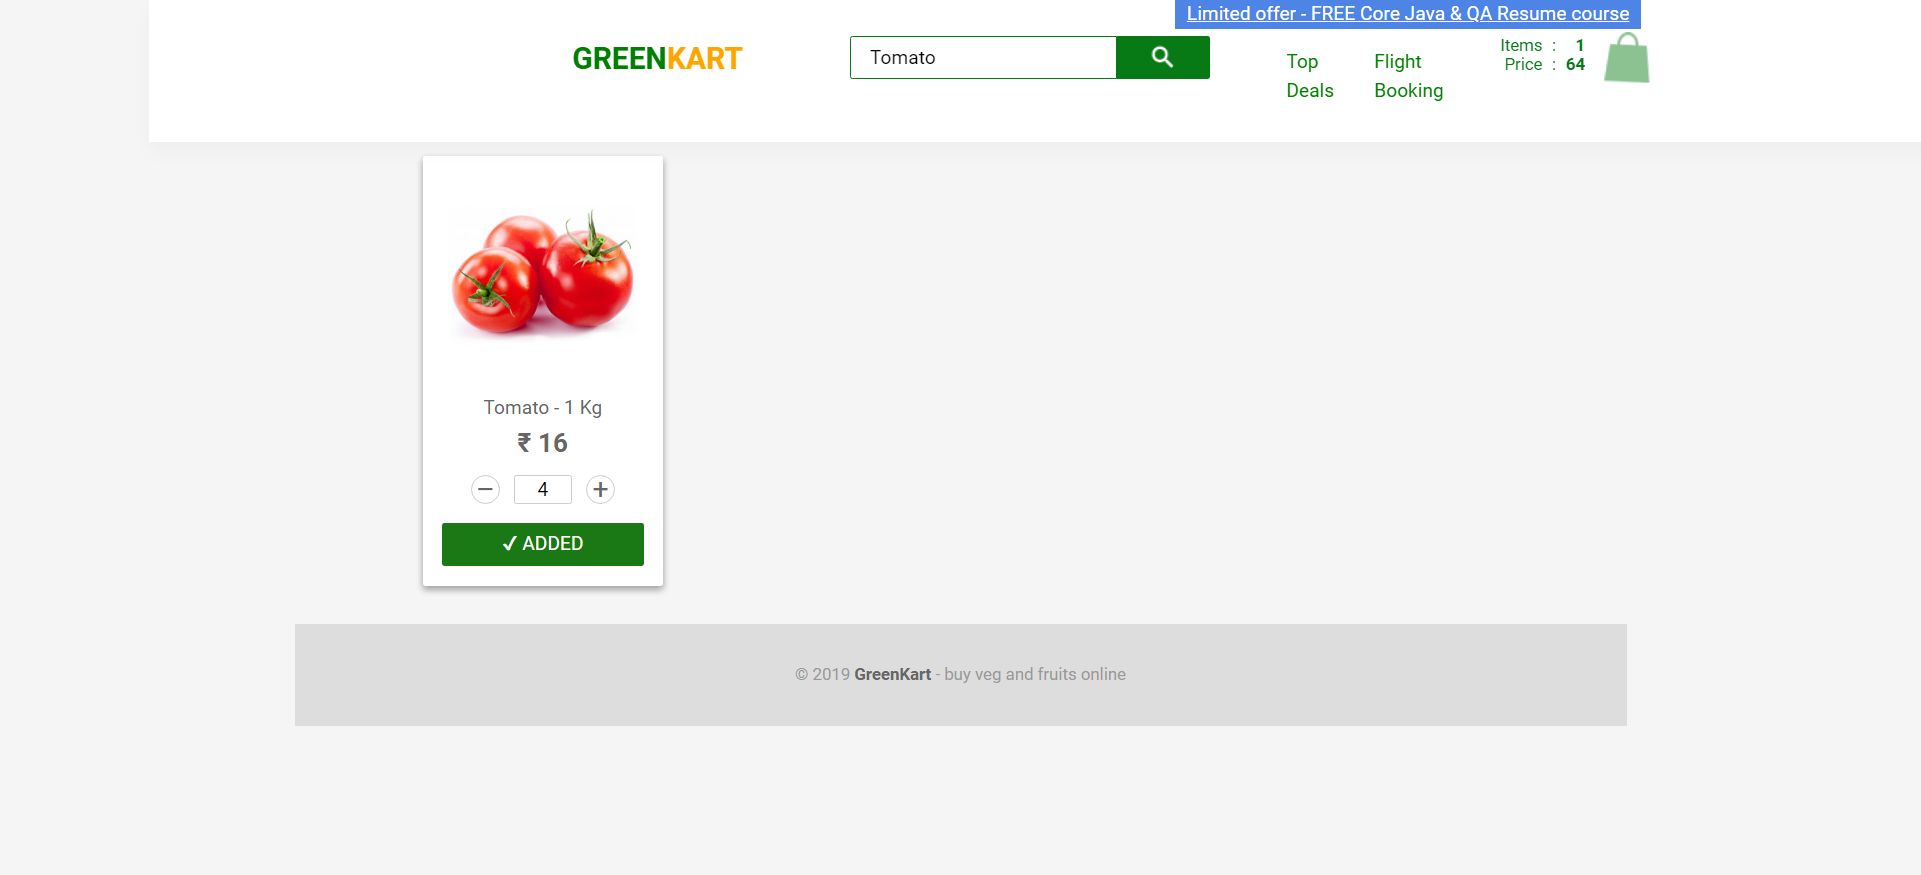 Limited offer - FREE Core Java & QA Resume course
GREENKART
Tomato
Top
Deals
Flight
Booking
Items : 1
Price : 64
Tomato - 1 Kg
₹ 16
− 4 +
✓ ADDED
© 2019 GreenKart - buy veg and fruits online